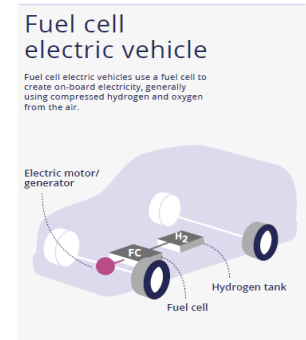 Fuel cell
electric vehicle
Fuel cell electric vehicles use a fuel cell to
create on-board electricity, generally
using compressed hydrogen and oxygen
from the air.
Electric motor/
generator
H2
FC
Hydrogen tank
Fuel cell